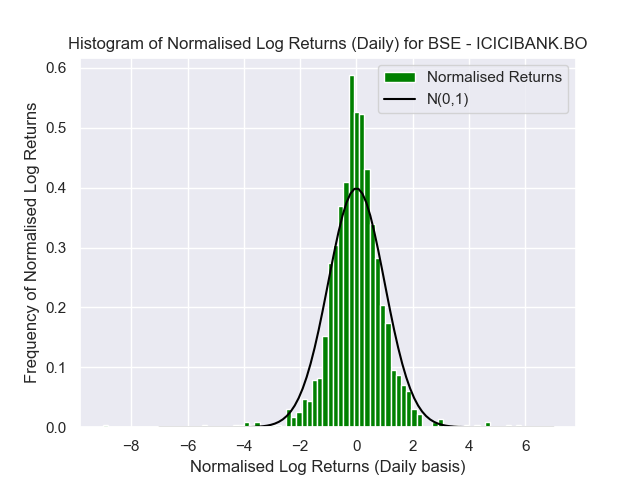 Histogram of Normalised Log Returns (Daily) for BSE - ICICIBANK.BO
Normalised Returns
N(0,1)
Frequency of Normalised Log Returns
0.6
0.5
0.4
0.3
0.2
0.1
0.0
−8 −6 −4 −2 0 2 4 6
Normalised Log Returns (Daily basis)